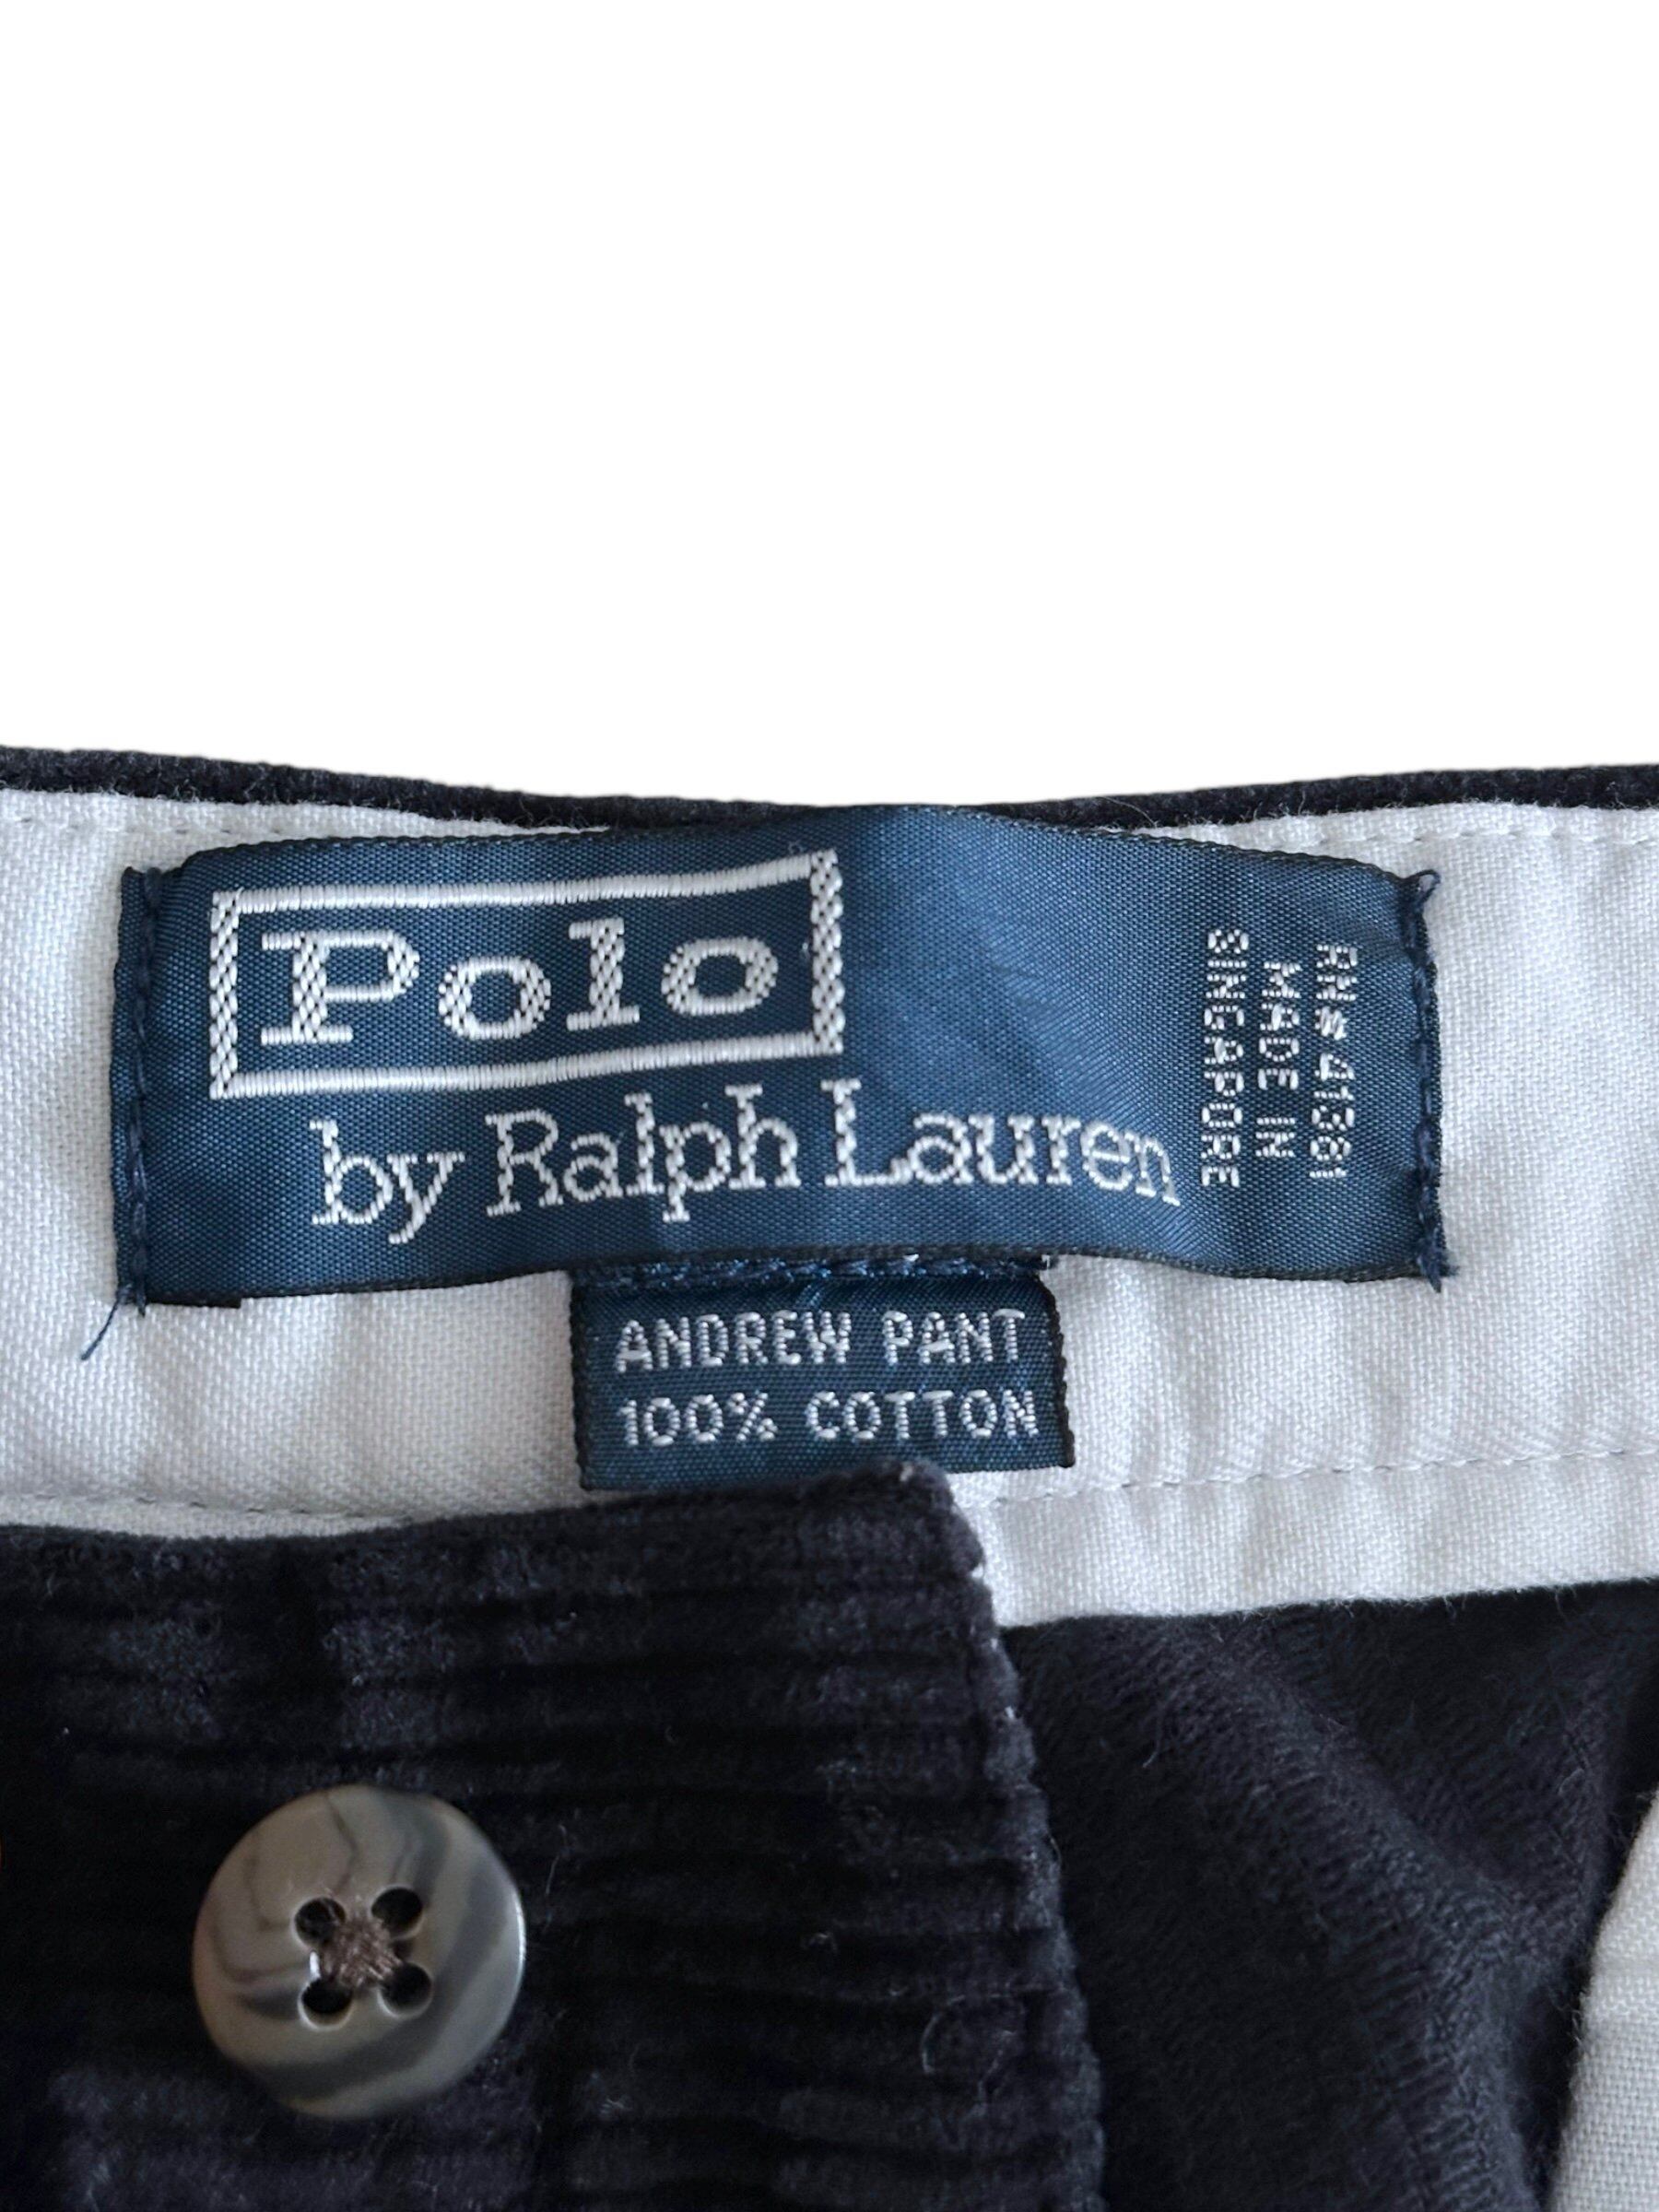 Polo
by Ralph Lauren
RN# 41381
MADE IN
SINGAPORE
ANDREW PANT
100% COTTON